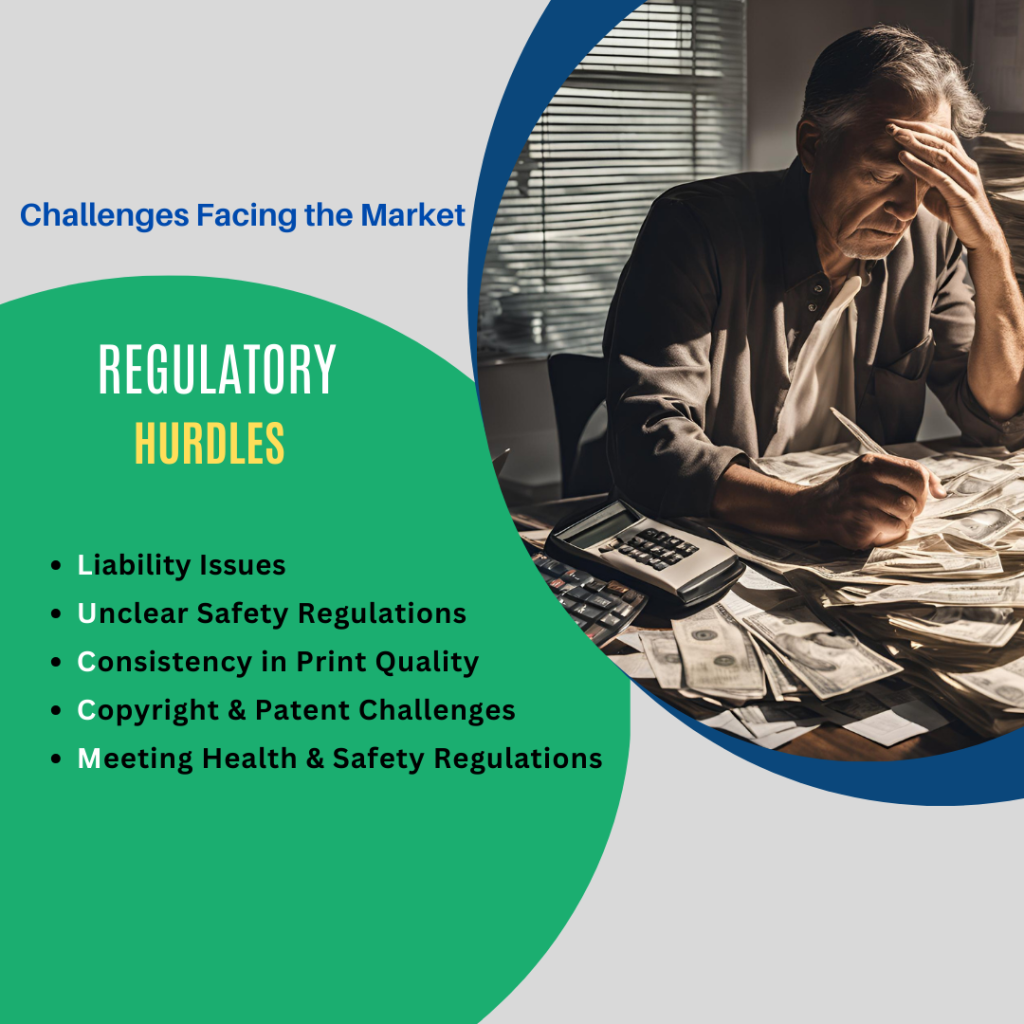 Challenges Facing the Market
REGULATORY
HURDLES
Liability Issues
Unclear Safety Regulations
Consistency in Print Quality
Copyright & Patent Challenges
Meeting Health & Safety Regulations